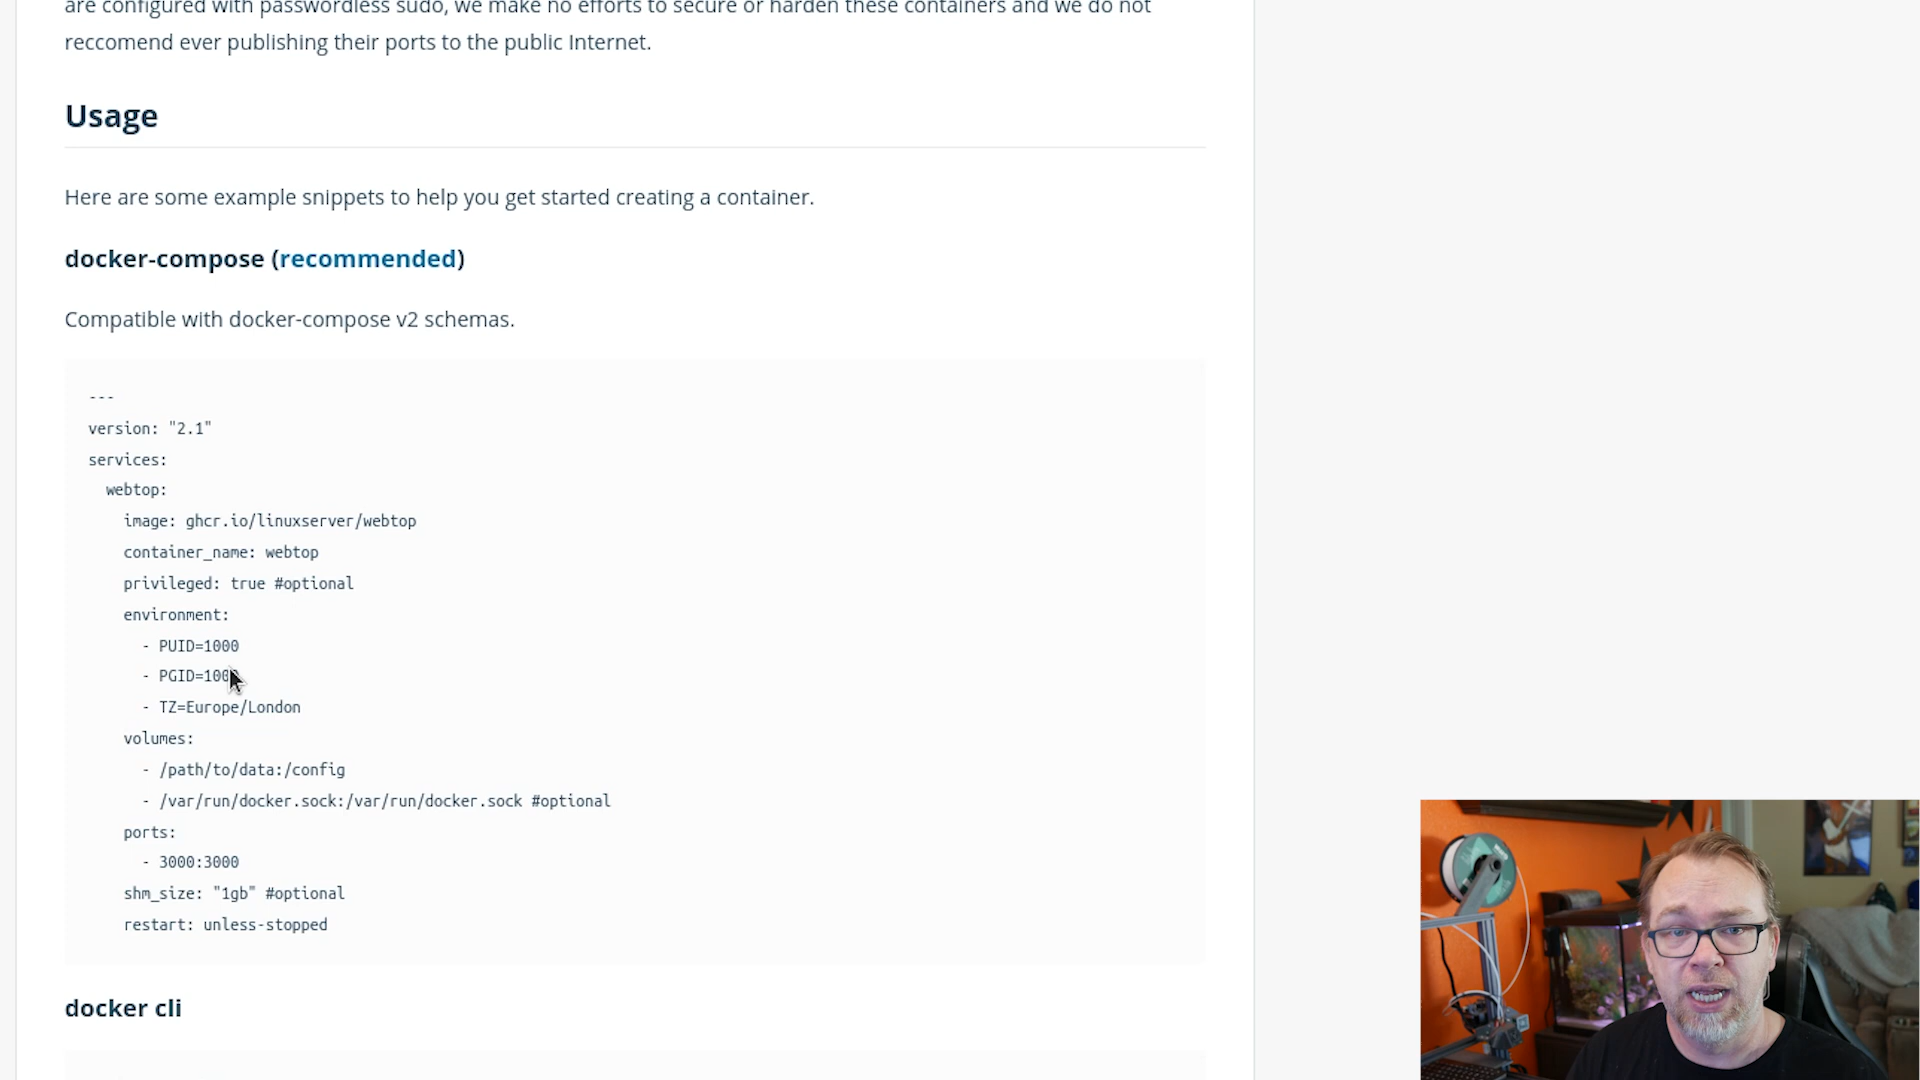 are configured with passwordless sudo, we make no efforts to secure or harden these containers and we do not
reccomend ever publishing their ports to the public Internet.
Usage
Here are some example snippets to help you get started creating a container.
docker-compose (recommended)
Compatible with docker-compose v2 schemas.
---
version: "2.1"
services:
  webtop:
    image: ghcr.io/linuxserver/webtop
    container_name: webtop
    privileged: true #optional
    environment:
      - PUID=1000
      - PGID=1000
      - TZ=Europe/London
    volumes:
      - /path/to/data:/config
      - /var/run/docker.sock:/var/run/docker.sock #optional
    ports:
      - 3000:3000
    shm_size: "1gb" #optional
    restart: unless-stopped
docker cli